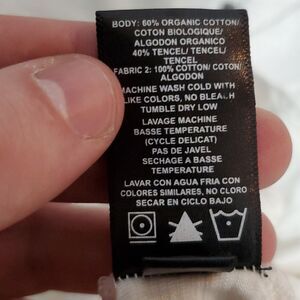 BODY: 60% ORGANIC COTTON/
COTON BIOLOGIQUE/
ALGODON ORGANICO
40% TENCEL/ TENCEL/
TENCEL
FABRIC 2: 100% COTTON/ COTON/
ALGODON
MACHINE WASH COLD WITH
LIKE COLORS, NO BLEACH
TUMBLE DRY LOW
LAVAGE MACHINE
BASSE TEMPERATURE
(CYCLE DELICAT)
PAS DE JAVEL
SECHAGE A BASSE
TEMPERATURE
LAVAR CON AGUA FRIA CON
COLORES SIMILARES, NO CLORO
SECAR EN CICLO BAJO